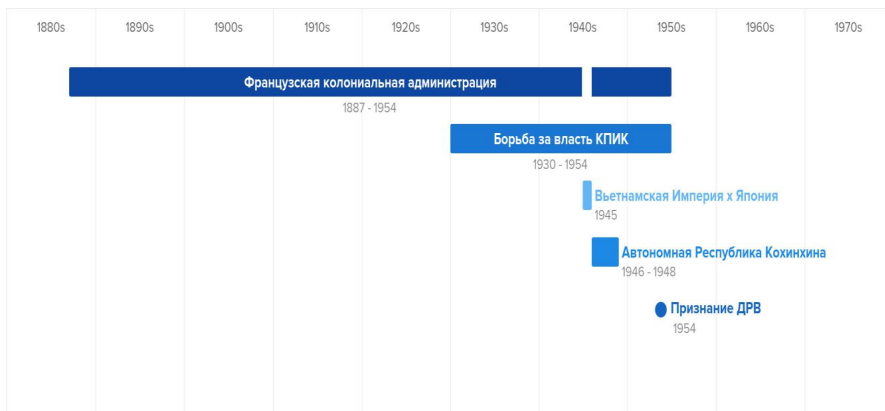 1880s 1890s 1900s 1910s 1920s 1930s 1940s 1950s 1960s 1970s
Французская колониальная администрация
1887 - 1954
Борьба за власть КПИК
1930 - 1954
Вьетнамская Империя х Япония
1945
Автономная Республика Кохинхина
1946 - 1948
Признание ДРВ
1954